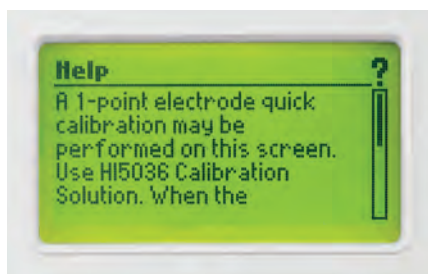 Help ?
A 1-point electrode quick
calibration may be
performed on this screen.
Use HI5036 Calibration
Solution. When the